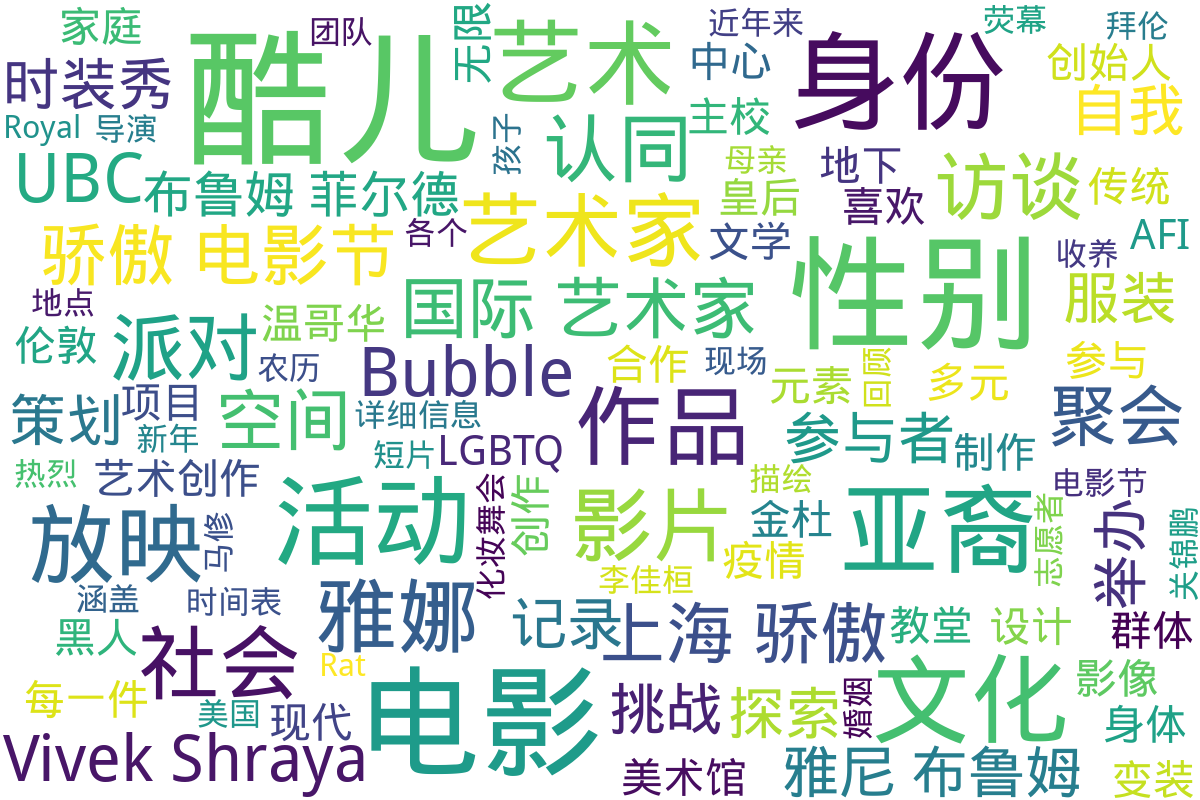 家庭
团队
无限
艺术
近年来
荧幕
拜伦
时装秀
酷儿
中心
身份
创始人
Royal
导演
孩子
认同
主校
自我
UBC
布鲁姆 菲尔德
母亲
地下
访谈
传统
皇后
喜欢
骄傲 电影节
各个
艺术家
文学
性别
收养
AFI
地点
国际 艺术家
服装
伦敦
派对
温哥华
农历
Bubble
合作
现场
回顾
元素
多元
参与
策划
项目
新年
空间
详细信息
短片
LGBTQ
作品
参与者
制作
聚会
热烈
艺术创作
活动
化妆舞会
创作
影片
描绘
金杜
亚裔
电影节
志愿者
举办
关锦鹏
放映
马修
疫情
李佳桓
涵盖
时间表
雅娜
记录
上海 骄傲
教堂
设计
群体
黑人
社会
Rat
电影
挑战
探索
婚姻
文化
影像
每一件
美国
现代
身体
Vivek Shraya
美术馆
雅尼 布鲁姆
变装